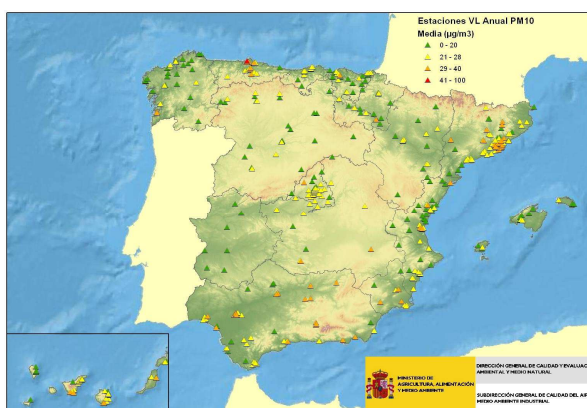 Estaciones VL Anual PM10
Media (µg/m3)
0 - 20
21 - 28
29 - 40
41 - 100
MINISTERIO DE
AGRICULTURA, ALIMENTACIÓN
Y MEDIO AMBIENTE
DIRECCIÓN GENERAL DE CALIDAD Y EVALUAC
AMBIENTAL Y MEDIO NATURAL
SUBDIRECCIÓN GENERAL DE CALIDAD DEL AI
MEDIO AMBIENTE INDUSTRIAL